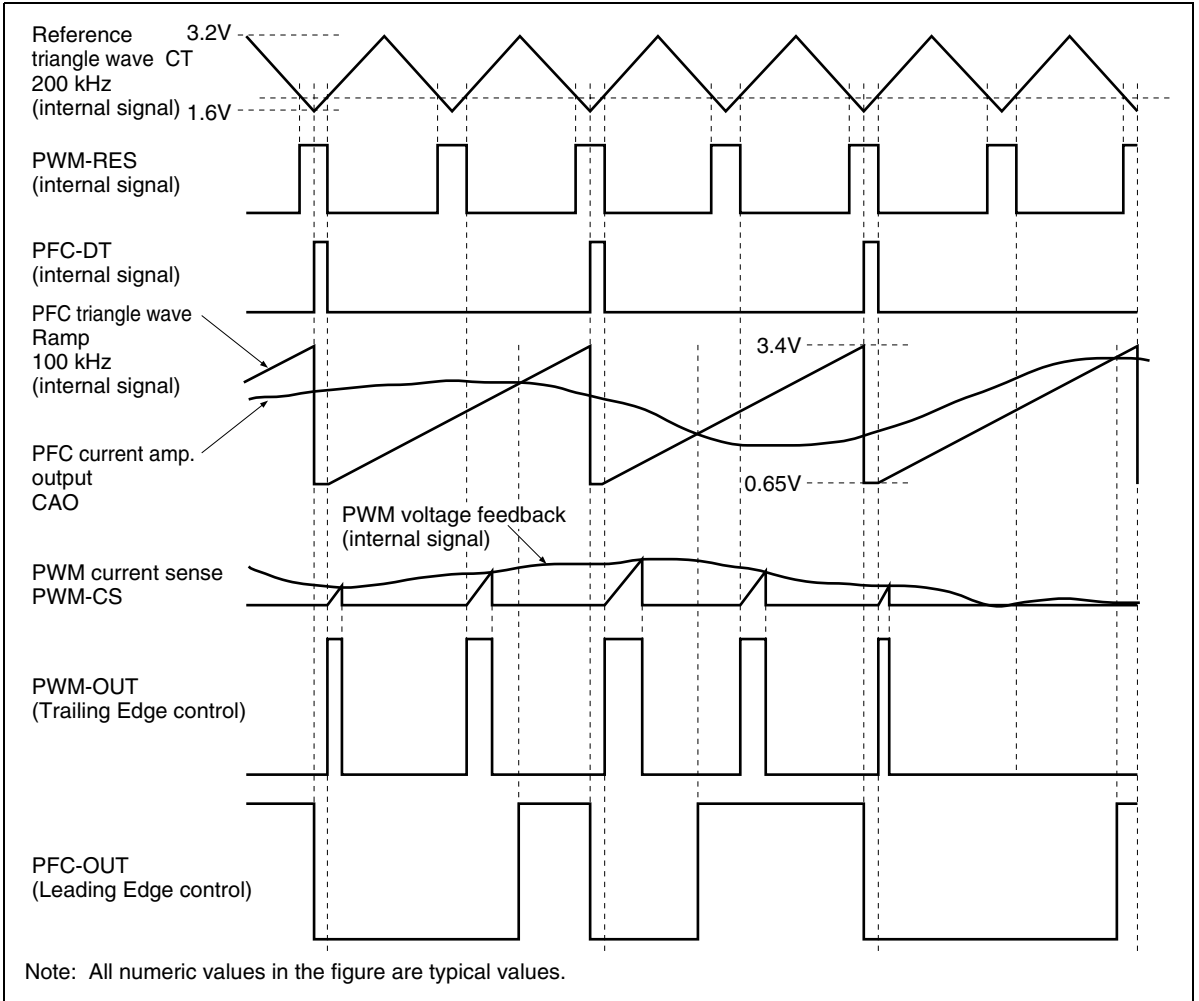 Reference
triangle wave CT
200 kHz
(internal signal)
3.2V
1.6V
PWM-RES
(internal signal)
PFC-DT
(internal signal)
PFC triangle wave
Ramp
100 kHz
(internal signal)
3.4V
PFC current amp.
output
CAO
0.65V
PWM voltage feedback
(internal signal)
PWM current sense
PWM-CS
PWM-OUT
(Trailing Edge control)
PFC-OUT
(Leading Edge control)
Note: All numeric values in the figure are typical values.